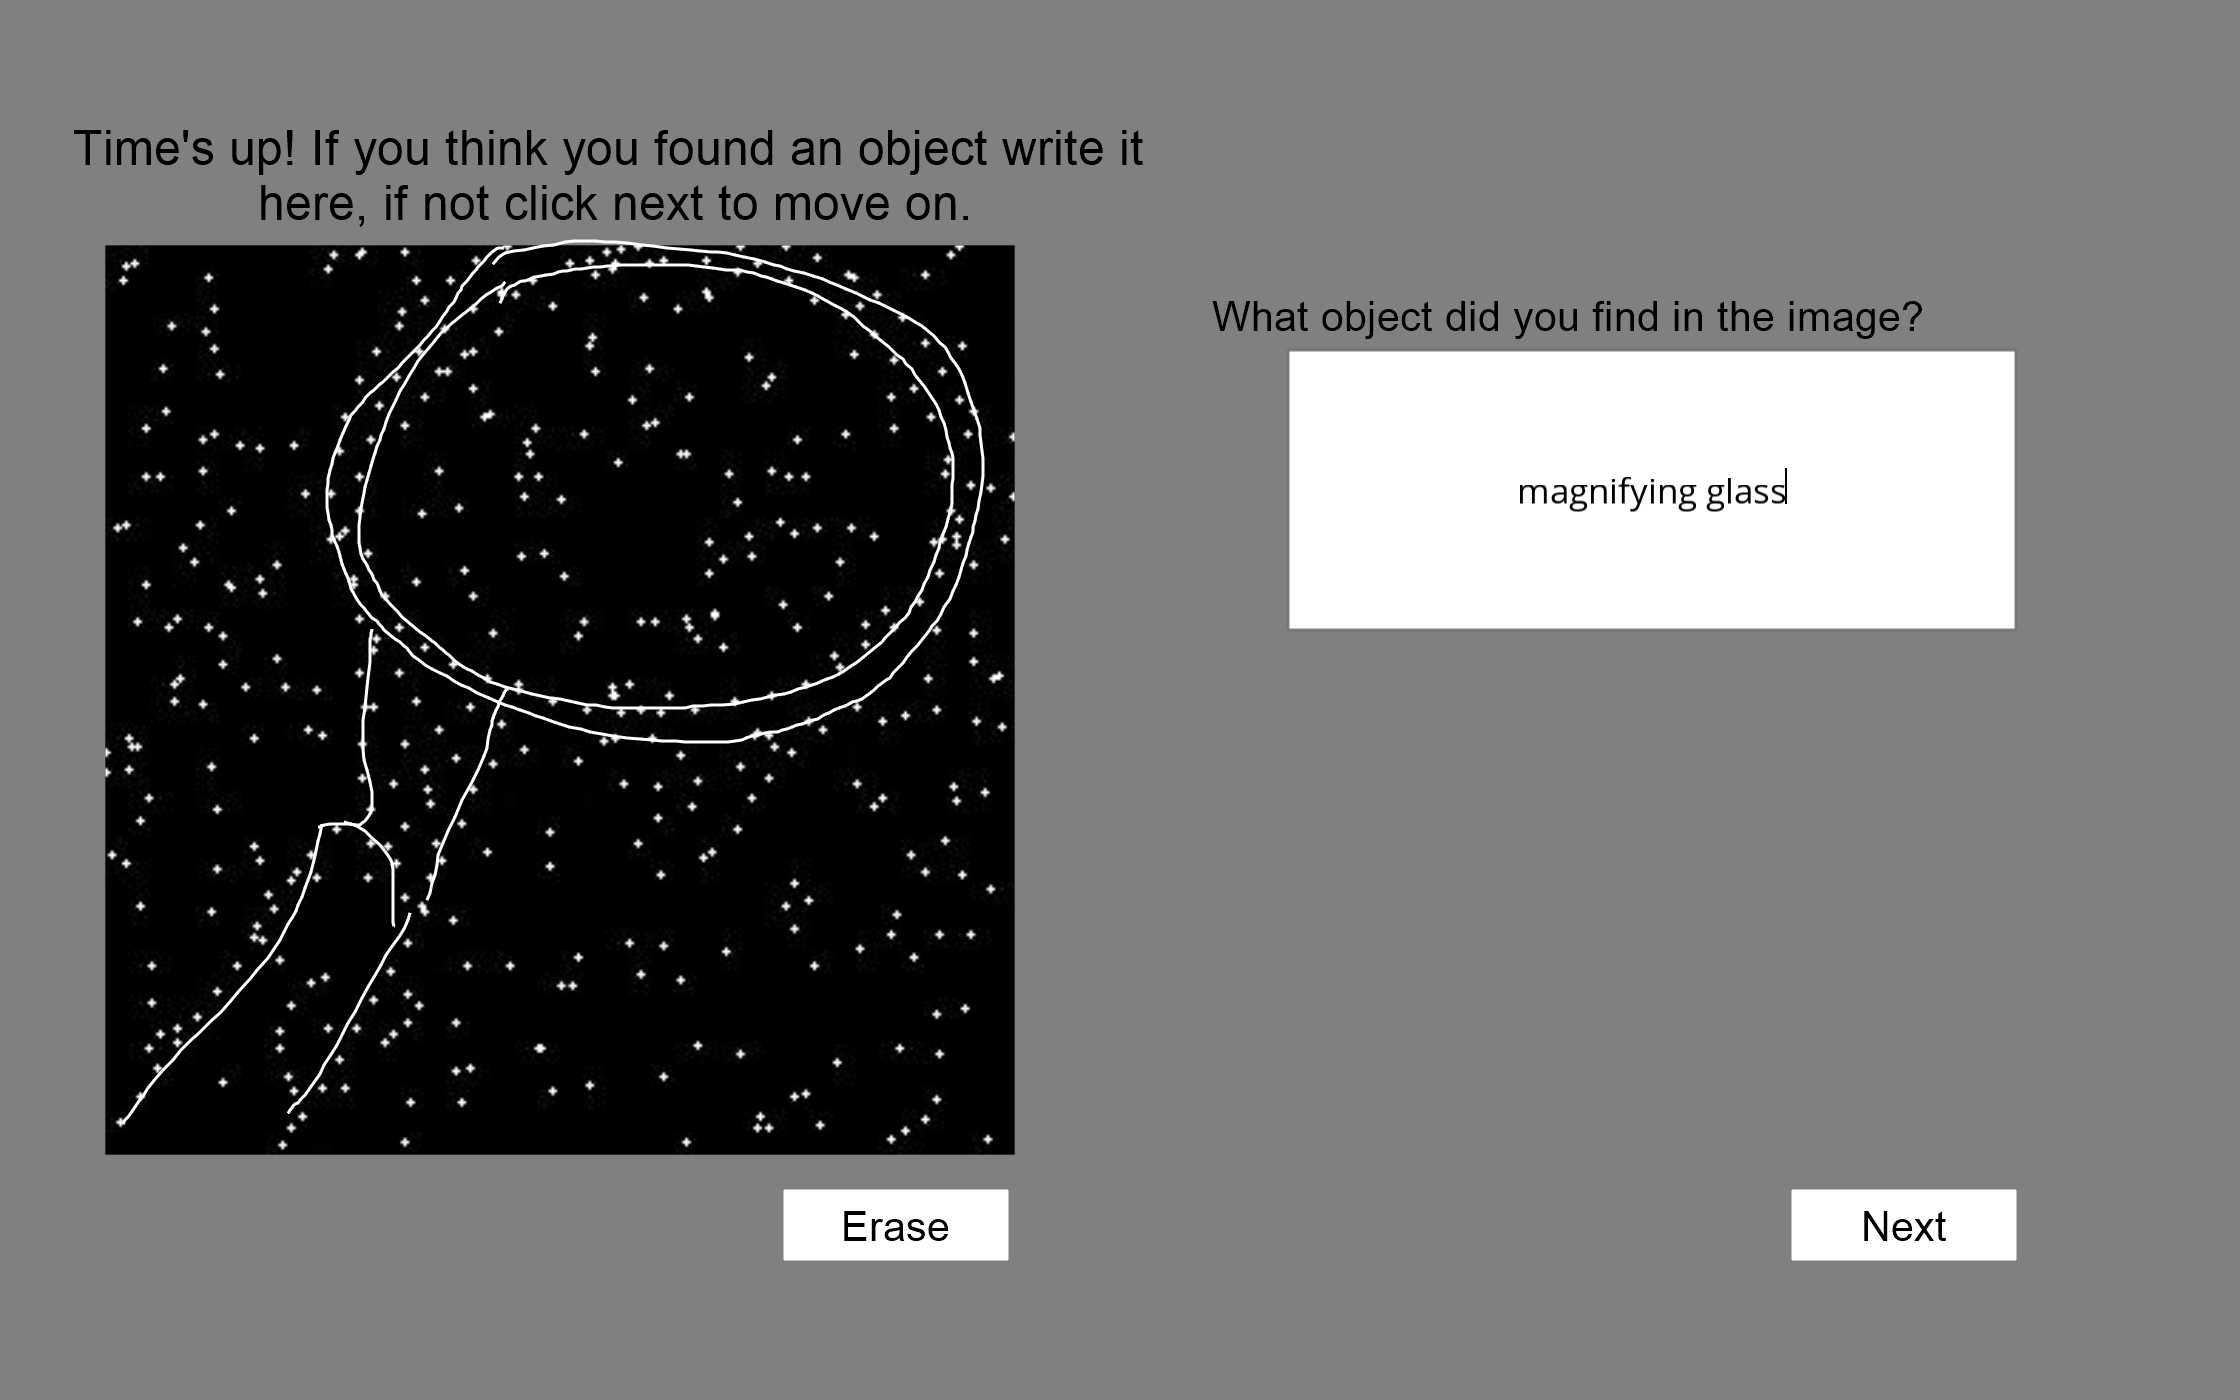 Time's up! If you think you found an object write it
here, if not click next to move on.
What object did you find in the image?
magnifying glass
Erase
Next